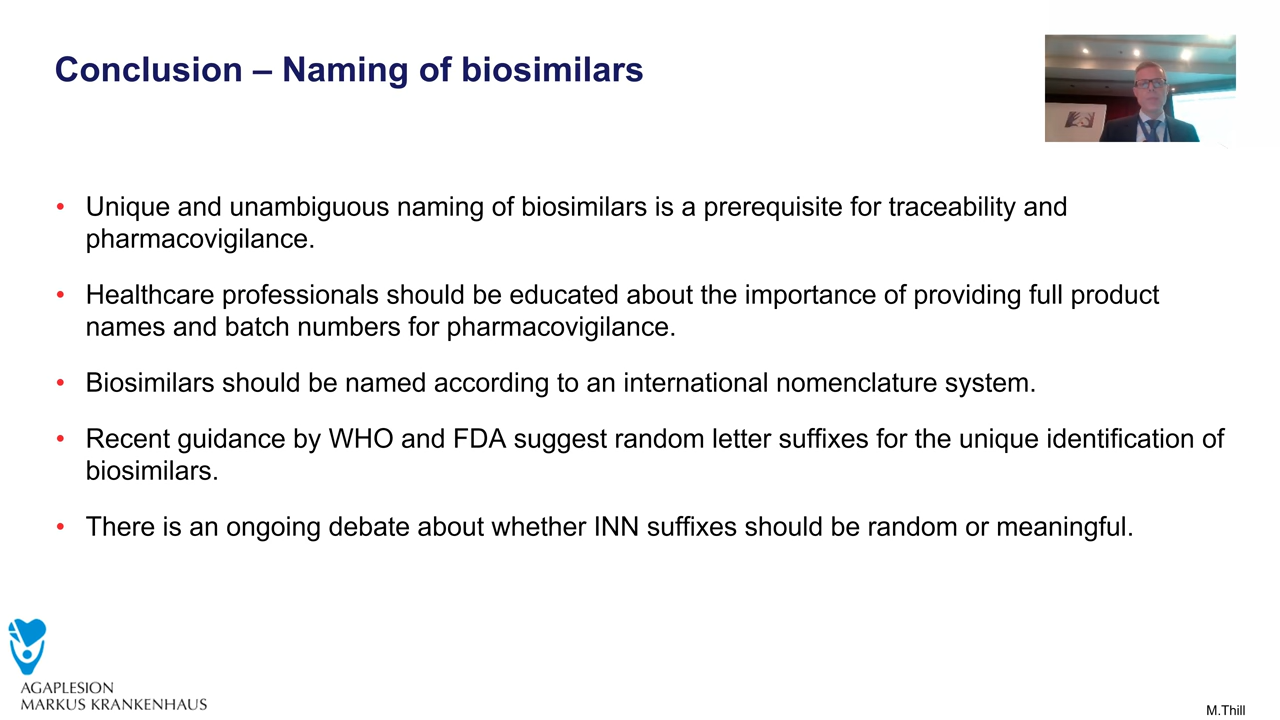 Conclusion – Naming of biosimilars
• Unique and unambiguous naming of biosimilars is a prerequisite for traceability and
pharmacovigilance.
• Healthcare professionals should be educated about the importance of providing full product
names and batch numbers for pharmacovigilance.
• Biosimilars should be named according to an international nomenclature system.
• Recent guidance by WHO and FDA suggest random letter suffixes for the unique identification of
biosimilars.
• There is an ongoing debate about whether INN suffixes should be random or meaningful.
AGAPLESION
MARKUS KRANKENHAUS
M.Thill